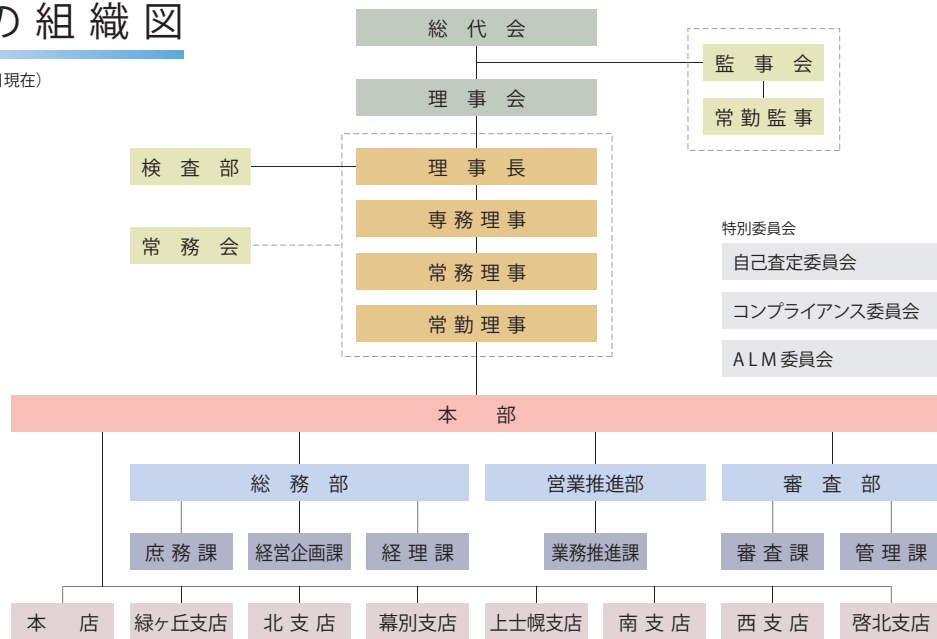 の組織図
現在）
総代会
監事会
理事会
常勤監事
検査部
理事長
専務理事
常務会
常務理事
常勤理事
特別委員会
自己査定委員会
コンプライアンス委員会
ALM委員会
本部
総務部
営業推進部
審査部
庶務課
経営企画課
経理課
業務推進課
審査課
管理課
本店
緑ヶ丘支店
北支店
幕別支店
上士幌支店
南支店
西支店
啓北支店